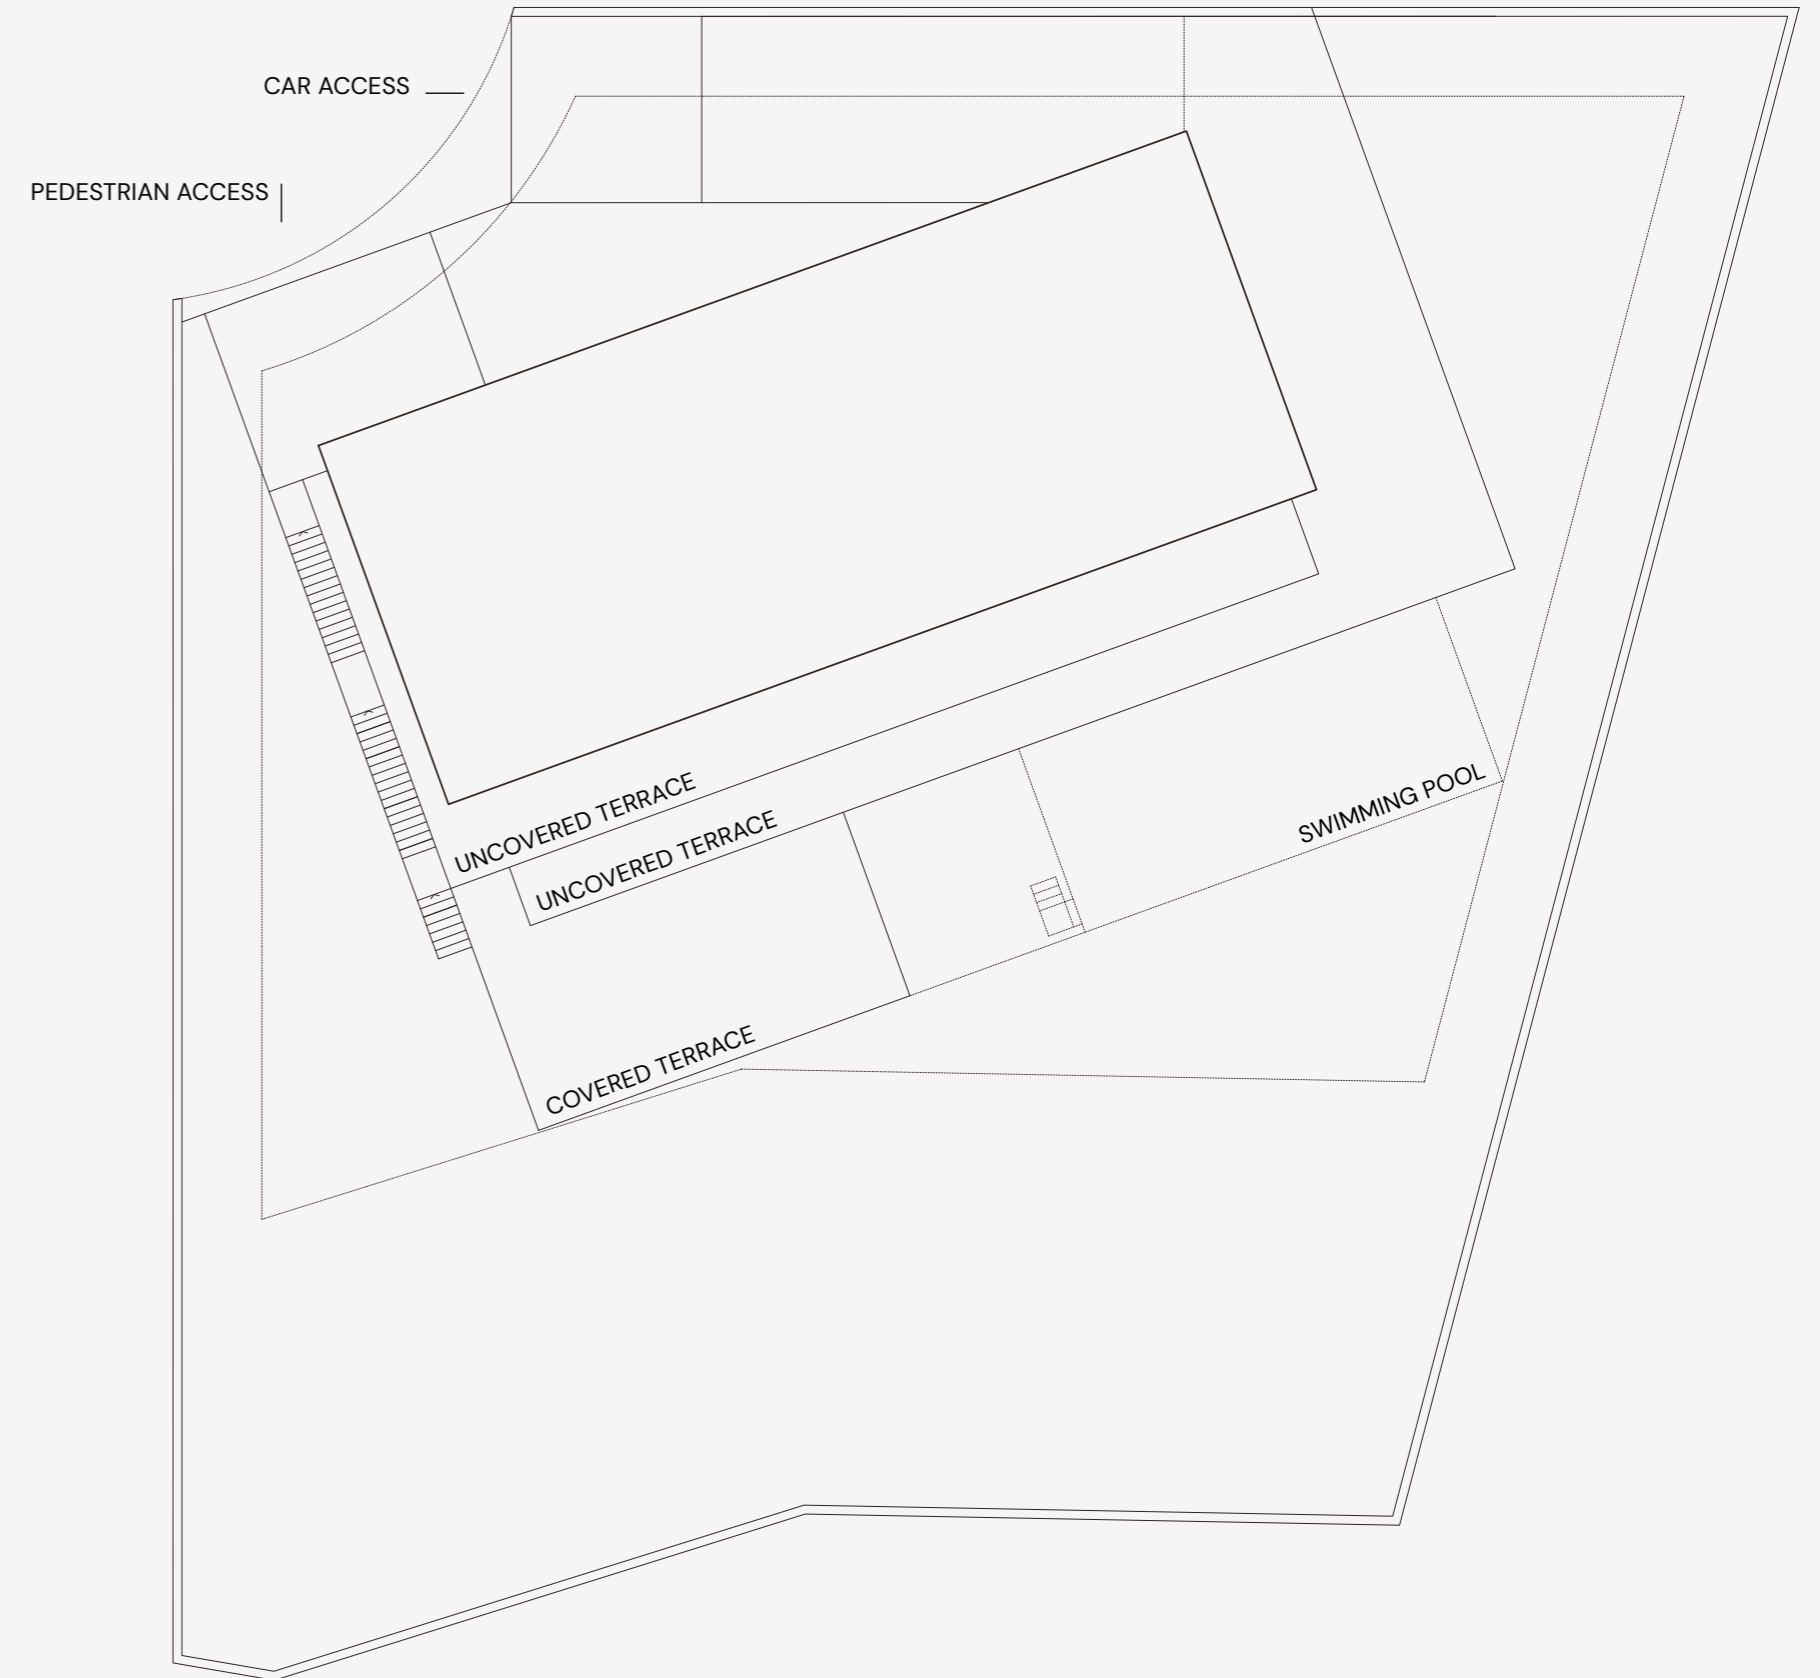 CAR ACCESS
PEDESTRIAN ACCESS
UNCOVERED TERRACE
UNCOVERED TERRACE
SWIMMING POOL
COVERED TERRACE